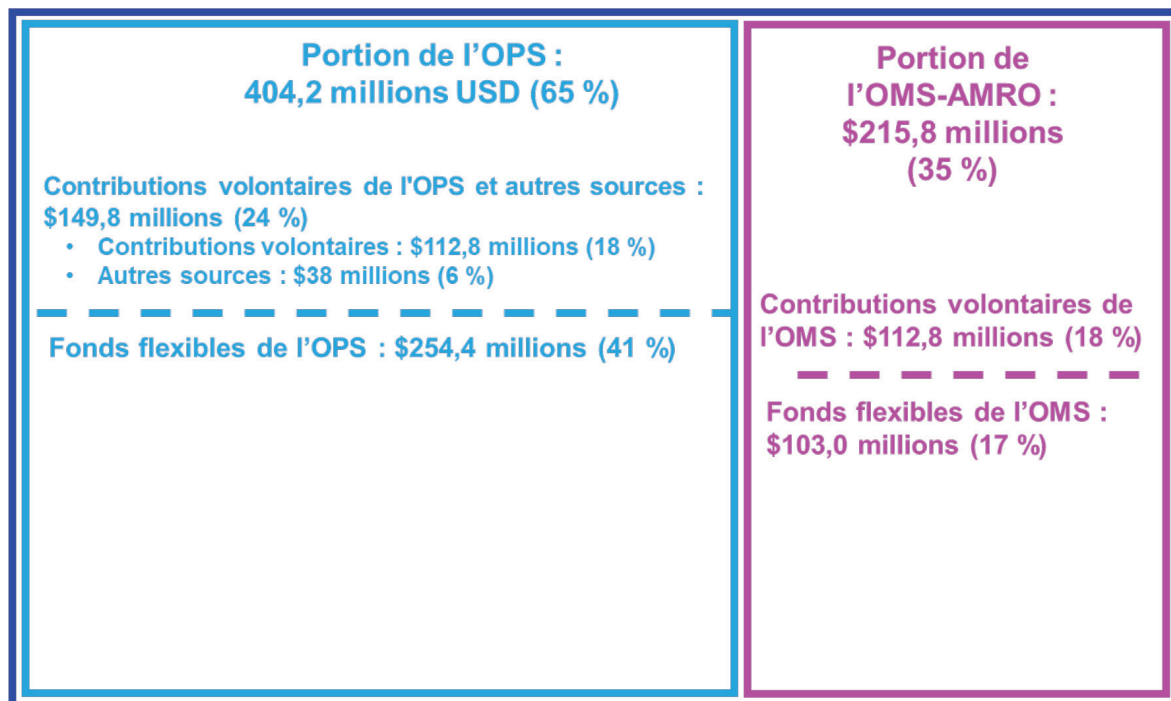 Portion de l’OPS :
404,2 millions USD (65 %)
Contributions volontaires de l'OPS et autres sources :
$149,8 millions (24 %)
• Contributions volontaires : $112,8 millions (18 %)
• Autres sources : $38 millions (6 %)
Fonds flexibles de l’OPS : $254,4 millions (41 %)
Portion de
l’OMS-AMRO :
$215,8 millions
(35 %)
Contributions volontaires de
l’OMS : $112,8 millions (18 %)
Fonds flexibles de l’OMS :
$103,0 millions (17 %)